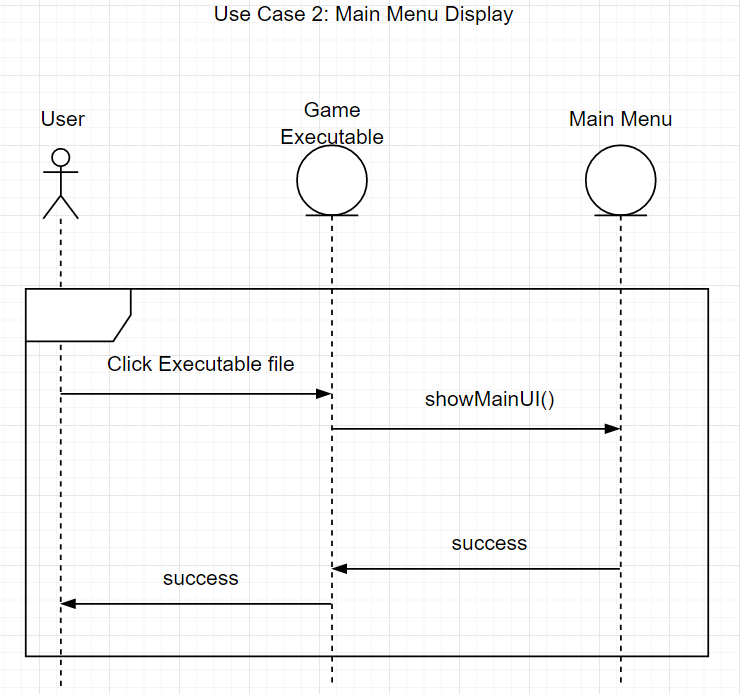 Use Case 2: Main Menu Display
User
Game
Executable
Main Menu
Click Executable file
showMainUI()
success
success